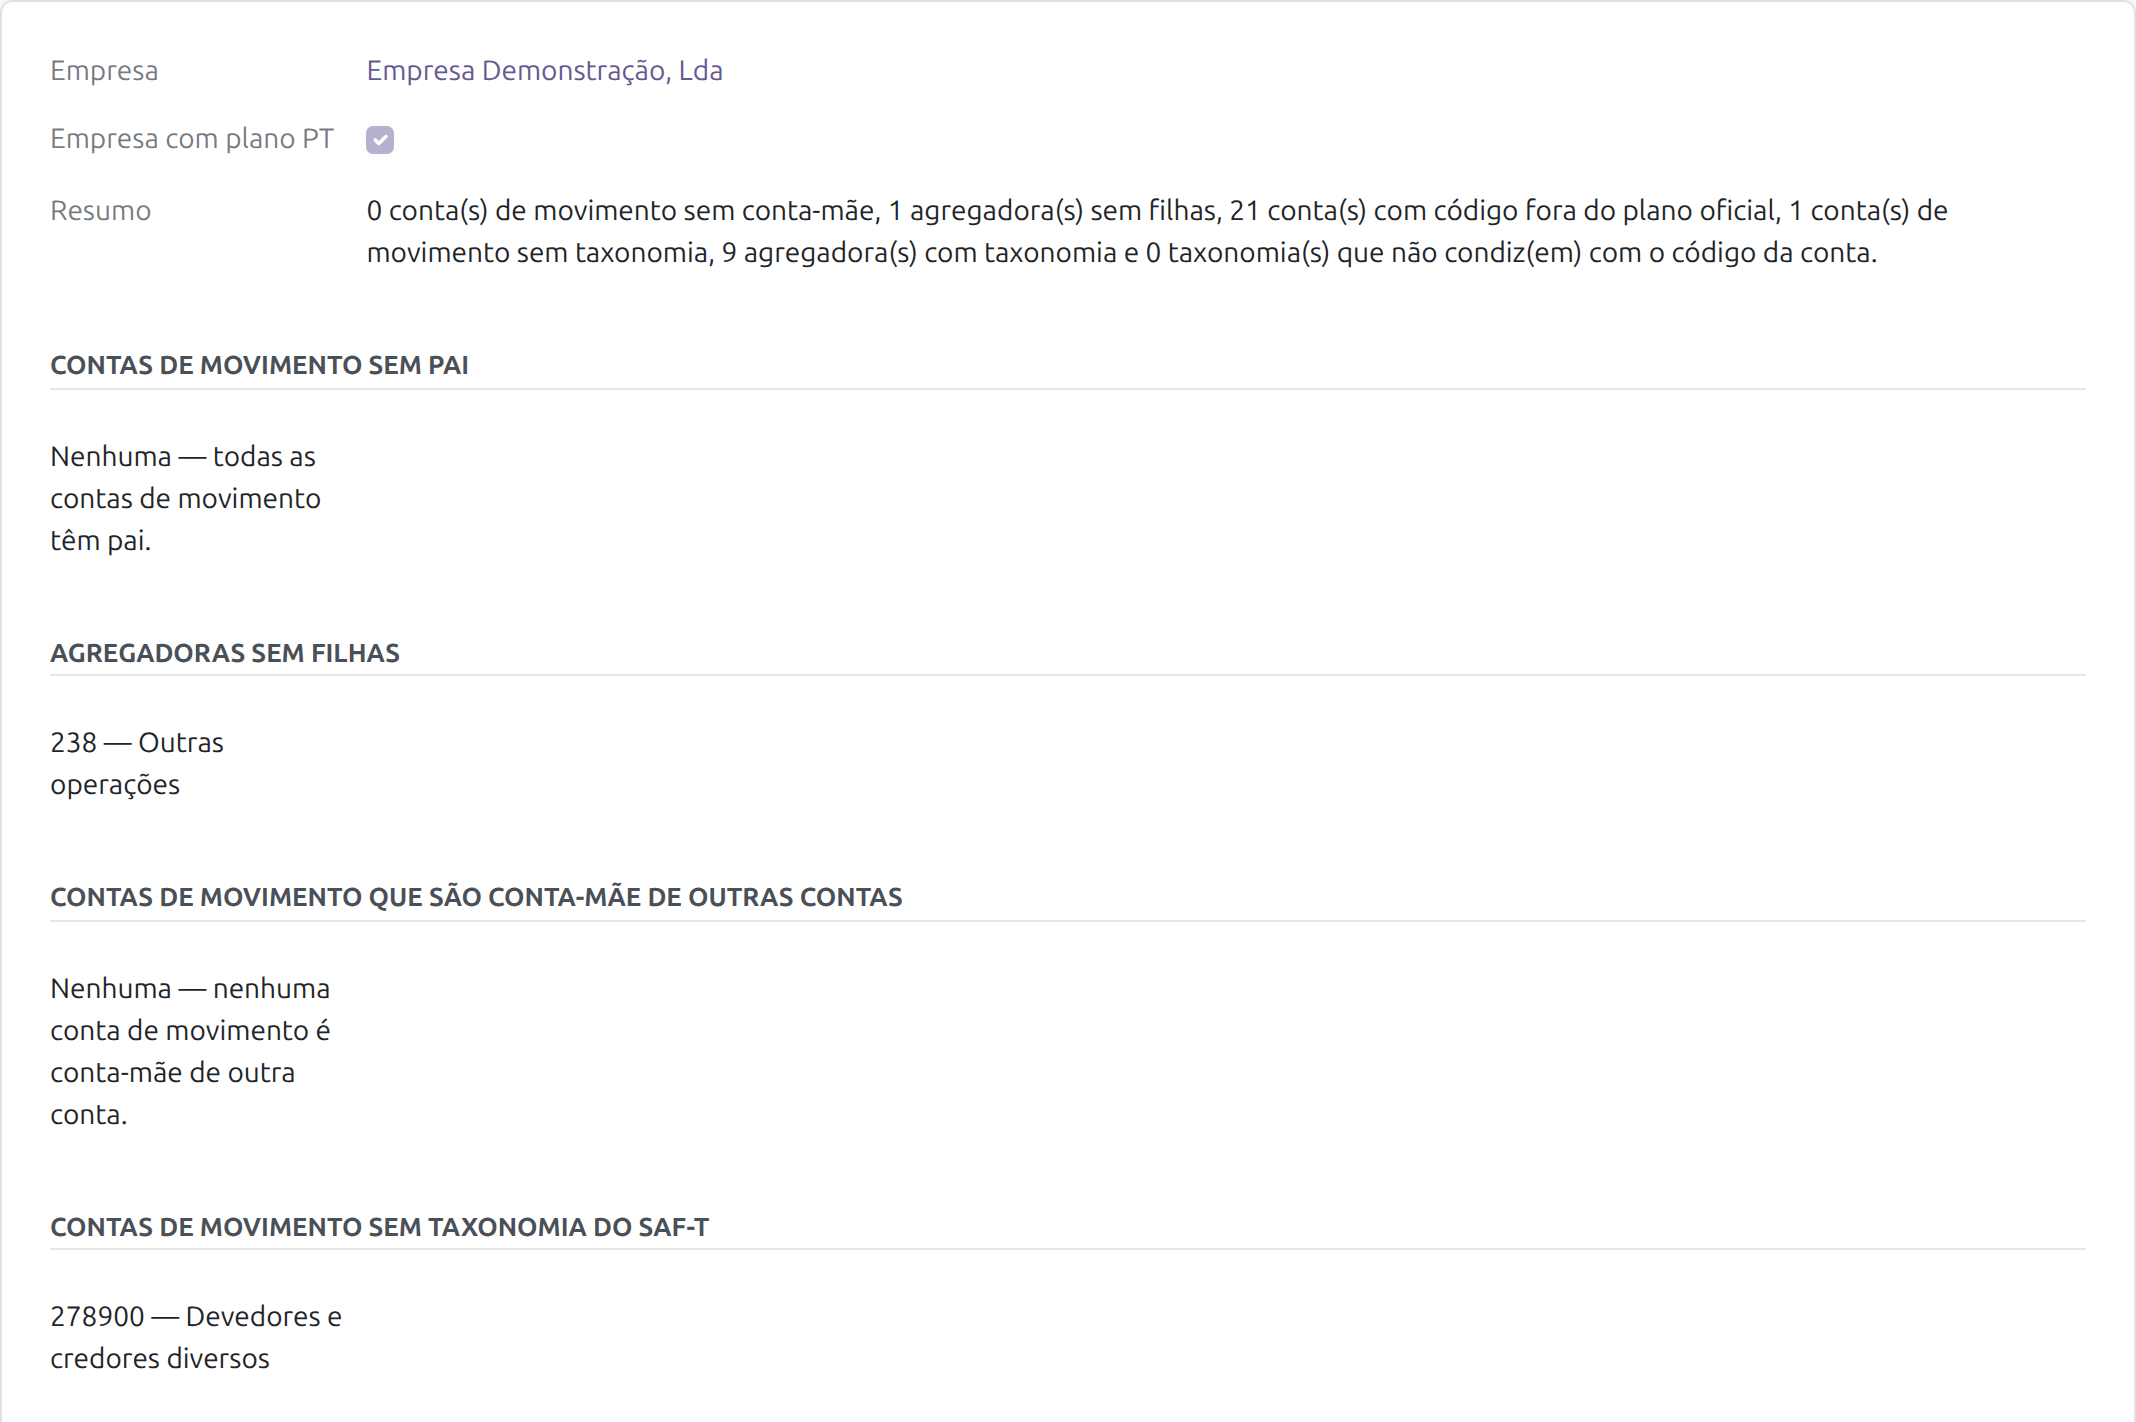 Empresa
Empresa Demonstração, Lda
Empresa com plano PT
Resumo
0 conta(s) de movimento sem conta-mãe, 1 agregadora(s) sem filhas, 21 conta(s) com código fora do plano oficial, 1 conta(s) de
movimento sem taxonomia, 9 agregadora(s) com taxonomia e 0 taxonomia(s) que não condiz(em) com o código da conta.
CONTAS DE MOVIMENTO SEM PAI
Nenhuma — todas as
contas de movimento
têm pai.
AGREGADORAS SEM FILHAS
238 — Outras
operações
CONTAS DE MOVIMENTO QUE SÃO CONTA-MÃE DE OUTRAS CONTAS
Nenhuma — nenhuma
conta de movimento é
conta-mãe de outra
conta.
CONTAS DE MOVIMENTO SEM TAXONOMIA DO SAF-T
278900 — Devedores e
credores diversos